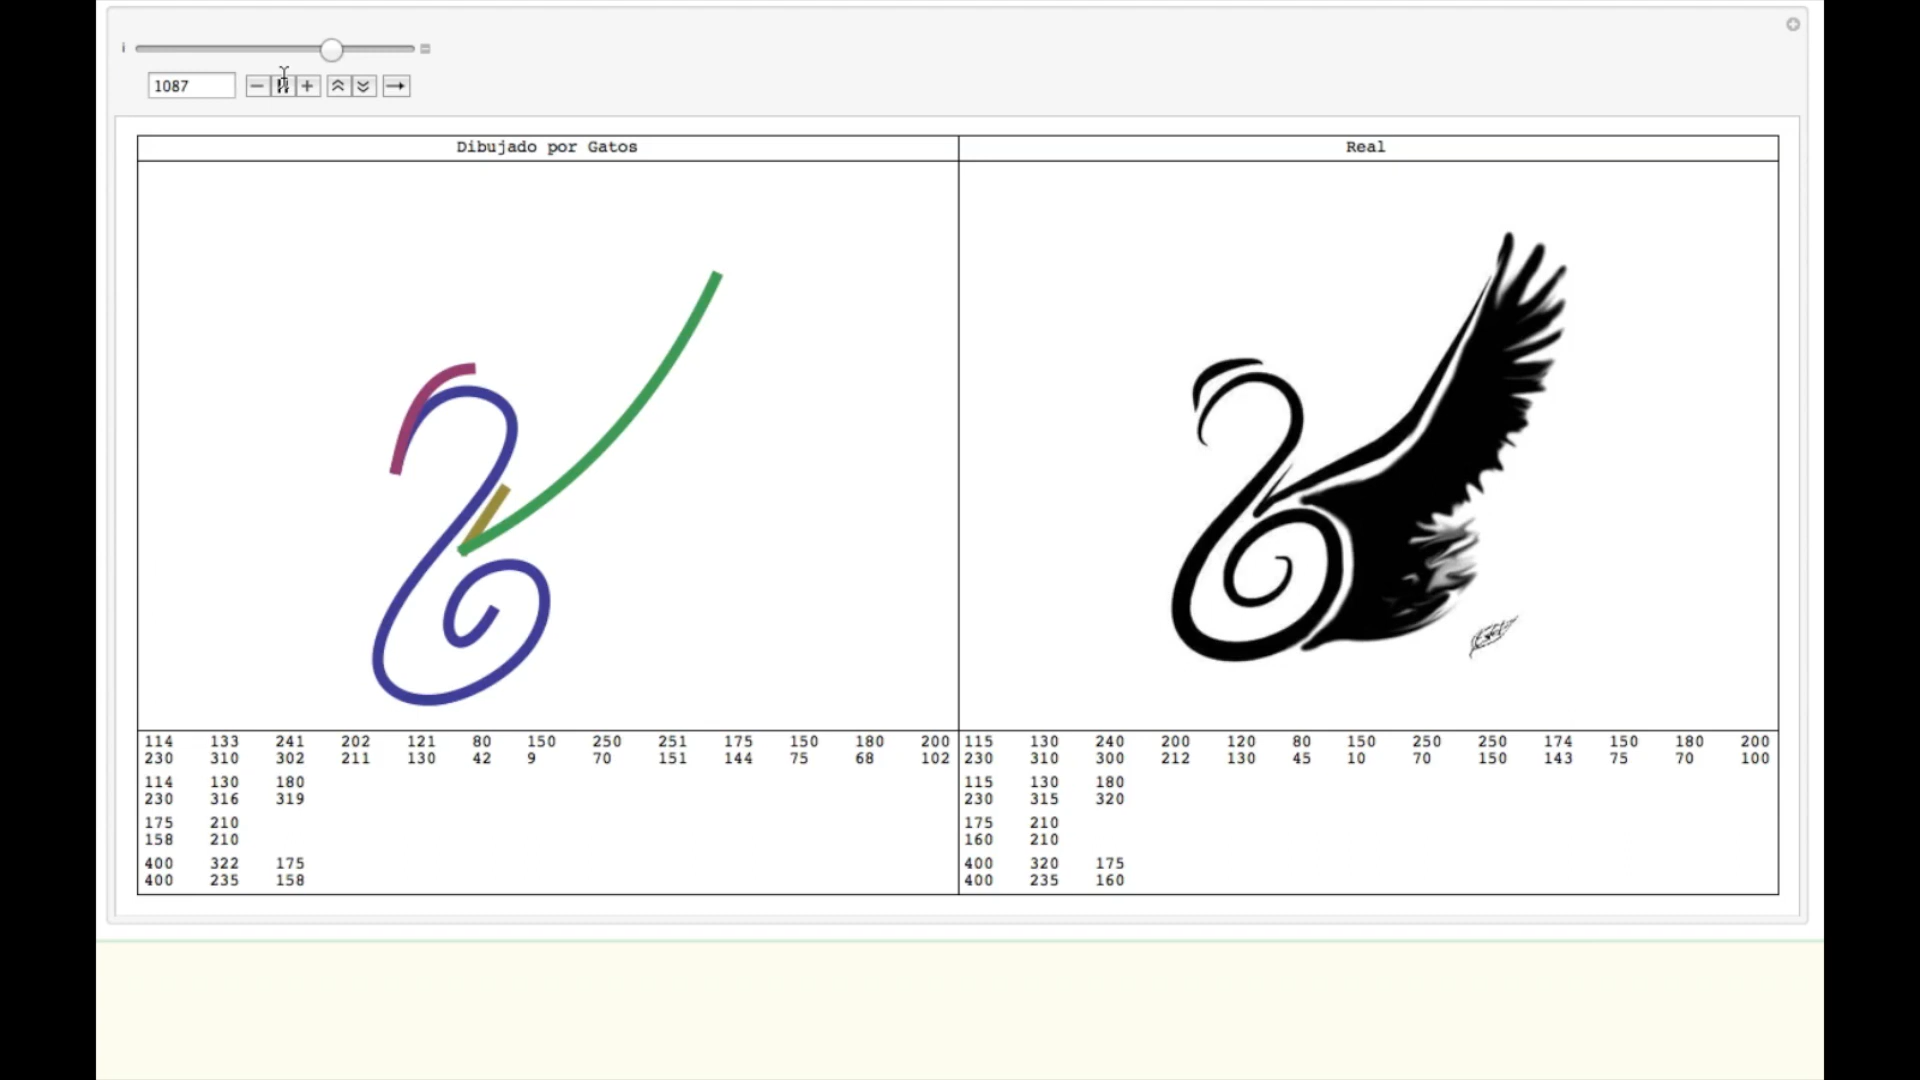 i
1087
Dibujado por Gatos Real
114 133 241 202 121 80 150 250 251 175 150 180 200 115 130 240 200 120 80 150 250 250 174 150 180 200
230 310 302 211 130 42 9 70 151 144 75 68 102 230 310 300 212 130 45 10 70 150 143 75 70 100
114 130 180 115 130 180
230 316 319 230 315 320
175 210 175 210
158 210 160 210
400 322 175 400 320 175
400 235 158 400 235 160